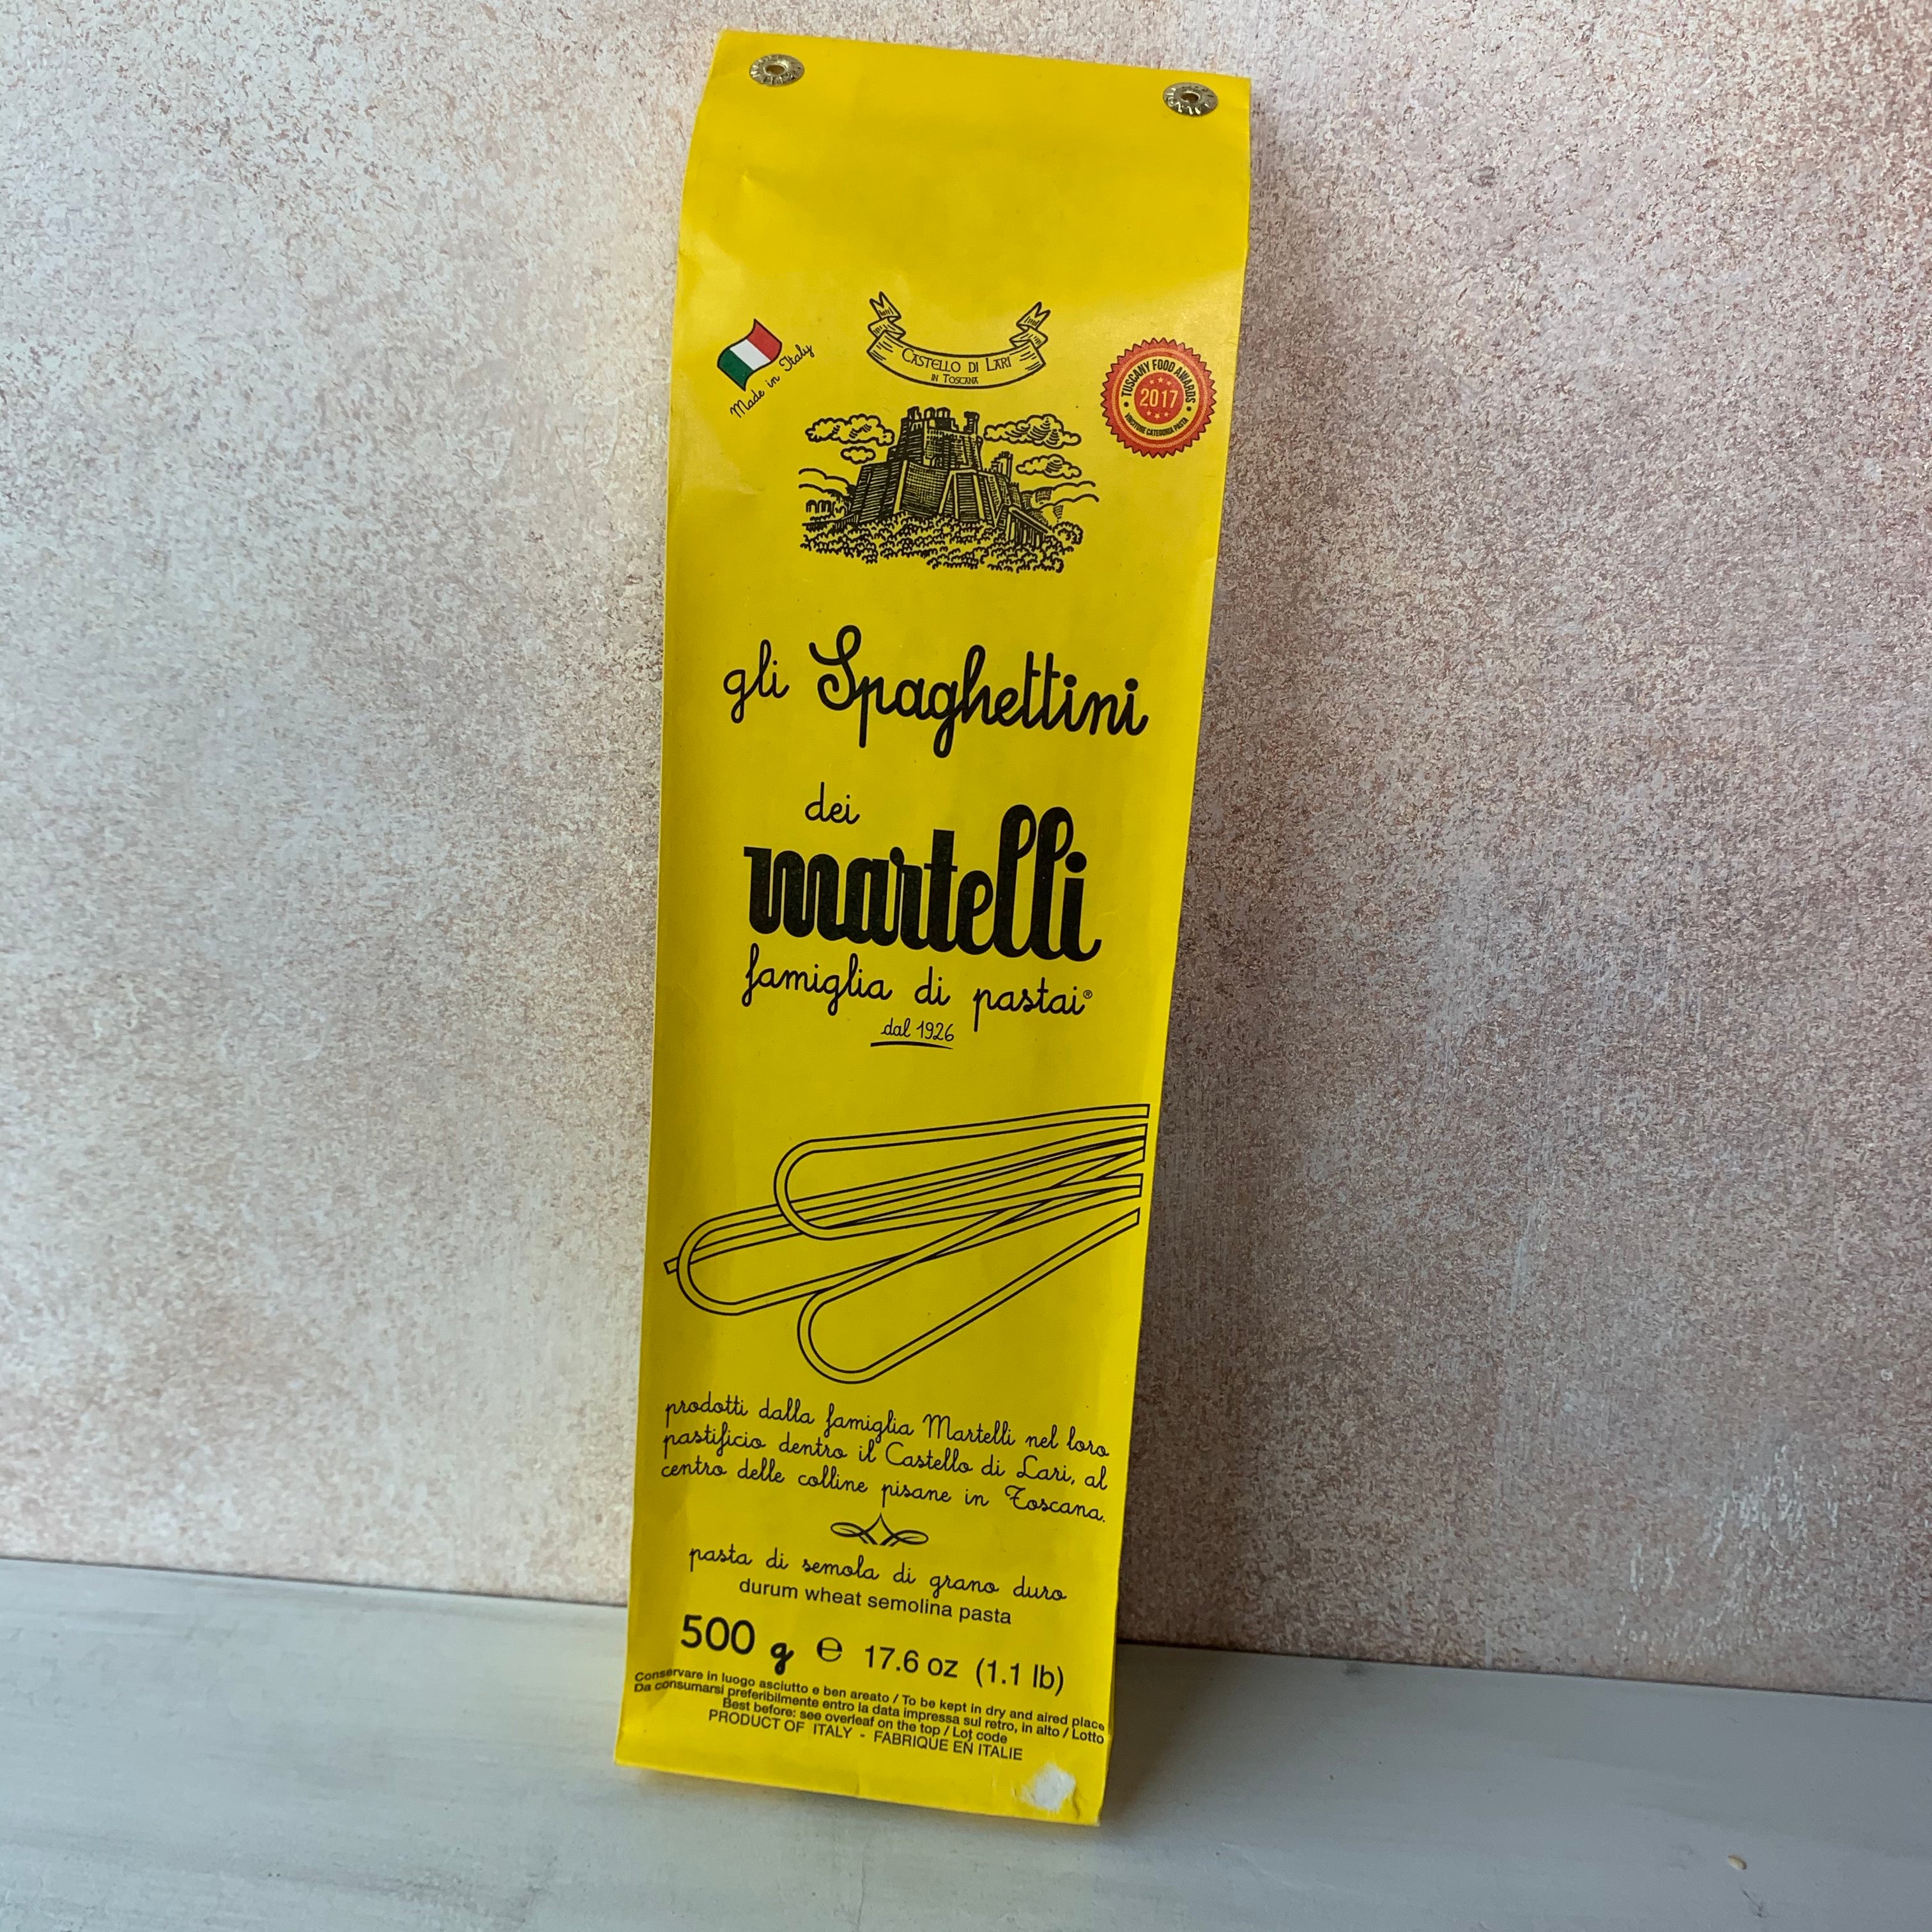 CASTELLO DI LARI
IN TOSCANA
Made in Italy
TUSCANY FOOD AWARDS
2017
VINCITORE CATEGORIA PASTA
gli Spaghettini
dei
martelli
famiglia di pastai®
dal 1926
prodotti dalla famiglia Martelli nel loro
pastificio dentro il Castello di Lari, al
centro delle colline pisane in Toscana.
pasta di semola di grano duro
durum wheat semolina pasta
500 g ℮ 17.6 oz (1.1 lb)
Conservare in luogo asciutto e ben areato / To be kept in dry and aired place
Da consumarsi preferibilmente entro la data impressa sul retro, in alto / Lotto
Best before: see overleaf on the top / Lot code
PRODUCT OF ITALY - FABRIQUE EN ITALIE